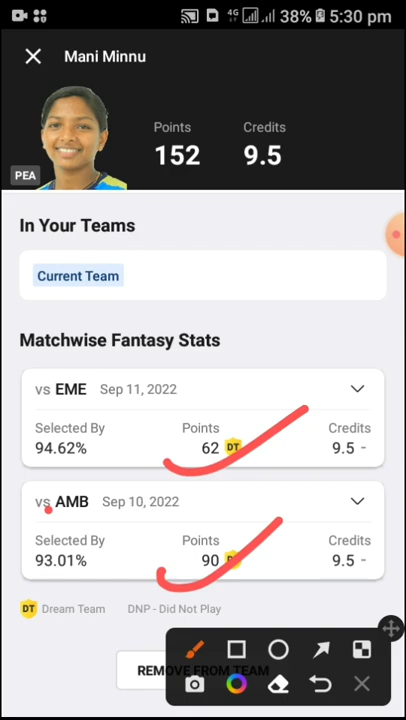 4G 38% 5:30 pm
Mani Minnu
Points Credits
152 9.5
PEA
In Your Teams
Current Team
Matchwise Fantasy Stats
vs EME Sep 11, 2022
Selected By Points Credits
94.62% 62 DT 9.5 -
vs AMB Sep 10, 2022
Selected By Points Credits
93.01% 90 DT 9.5 -
DT Dream Team DNP - Did Not Play
REMOVE FROM TEAM